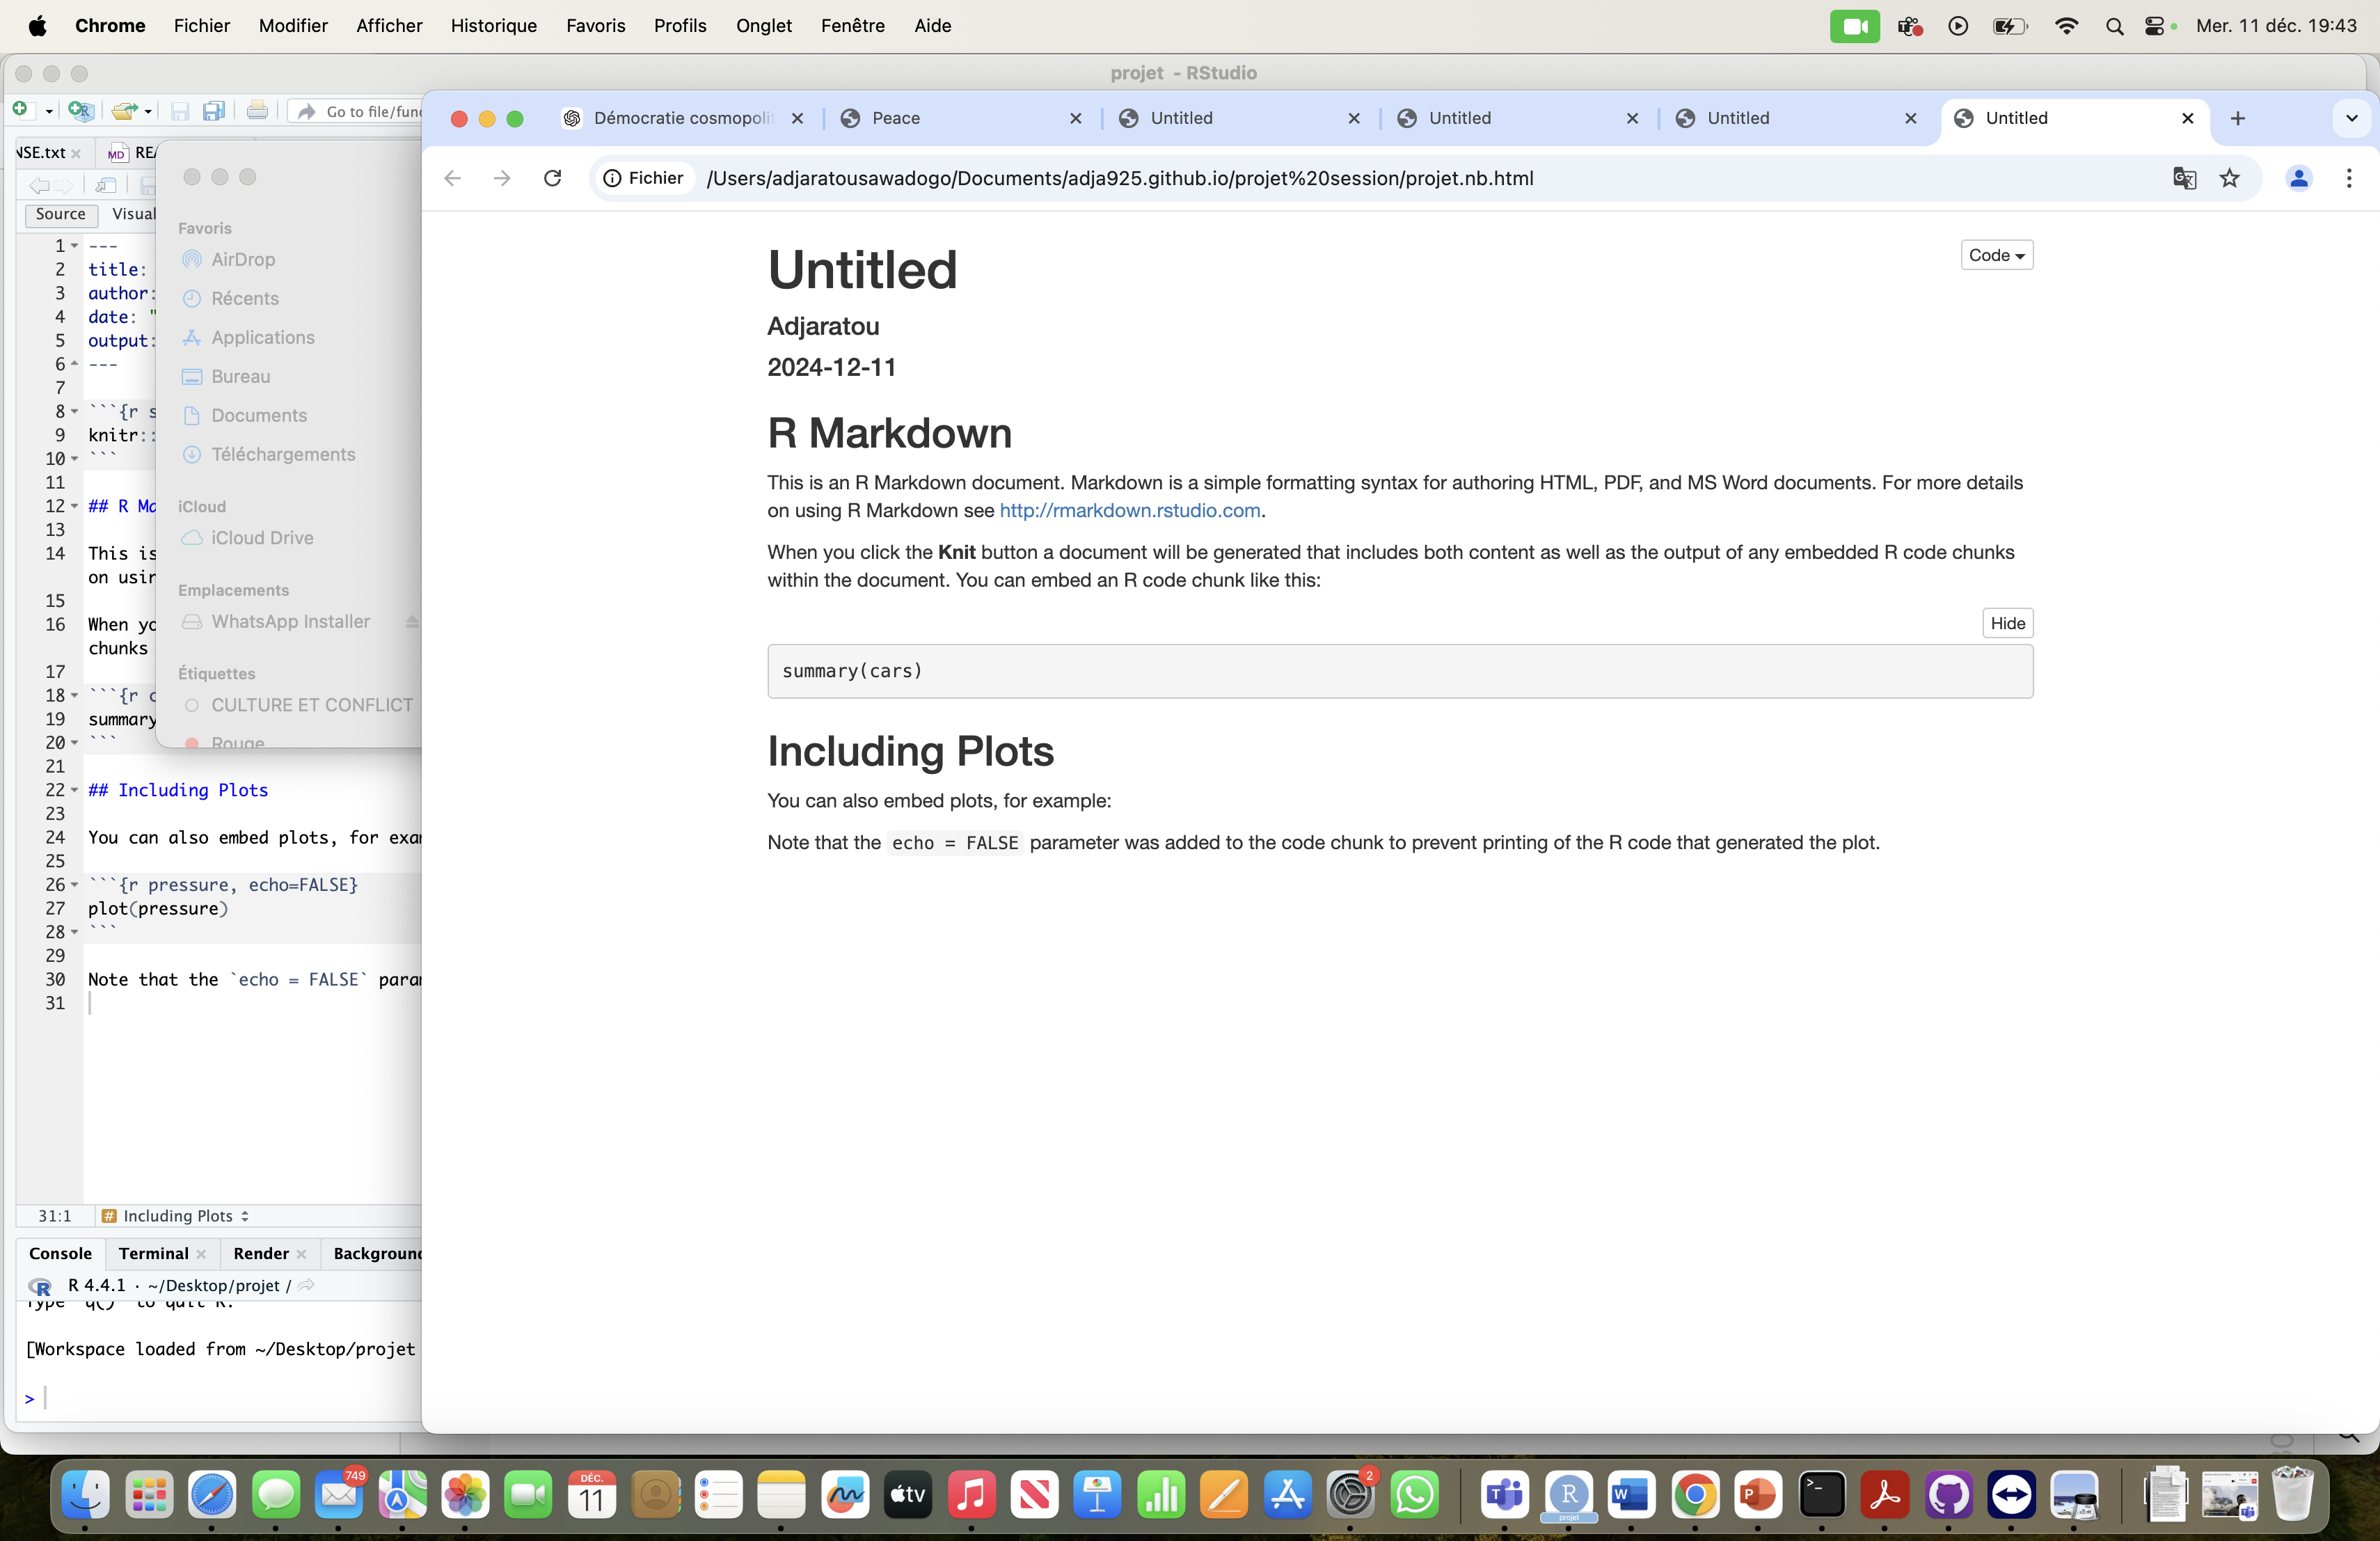 Chrome Fichier Modifier Afficher Historique Favoris Profils Onglet Fenêtre Aide
Mer. 11 déc. 19:43
projet - RStudio
Go to file/fun
NSE.txt
MD REA
Source Visual
1 ---
2 title:
3 author:
4 date: "
5 output:
6 ---
7
8 ```{r s
9 knitr::
10 ```
11
12 ## R Ma
13
14 This is
on usin
15
16 When yo
chunks
17
18 ```{r c
19 summary
20 ```
21
22 ## Including Plots
23
24 You can also embed plots, for exam
25
26 ```{r pressure, echo=FALSE}
27 plot(pressure)
28 ```
29
30 Note that the `echo = FALSE` param
31
31:1 # Including Plots
Console Terminal Render Background
R 4.4.1 · ~/Desktop/projet /
Type 'q()' to quit R.
[Workspace loaded from ~/Desktop/projet
>
Favoris
AirDrop
Récents
Applications
Bureau
Documents
Téléchargements
iCloud
iCloud Drive
Emplacements
WhatsApp Installer
Étiquettes
CULTURE ET CONFLICT
Rouge
Démocratie cosmopolit
Peace
Untitled
Untitled
Untitled
Untitled
Fichier /Users/adjaratousawadogo/Documents/adja925.github.io/projet%20session/projet.nb.html
Untitled
Code
Adjaratou
2024-12-11
R Markdown
This is an R Markdown document. Markdown is a simple formatting syntax for authoring HTML, PDF, and MS Word documents. For more details
on using R Markdown see http://rmarkdown.rstudio.com.
When you click the Knit button a document will be generated that includes both content as well as the output of any embedded R code chunks
within the document. You can embed an R code chunk like this:
Hide
summary(cars)
Including Plots
You can also embed plots, for example:
Note that the echo = FALSE parameter was added to the code chunk to prevent printing of the R code that generated the plot.
749
DÉC.
11
tv
2
projet